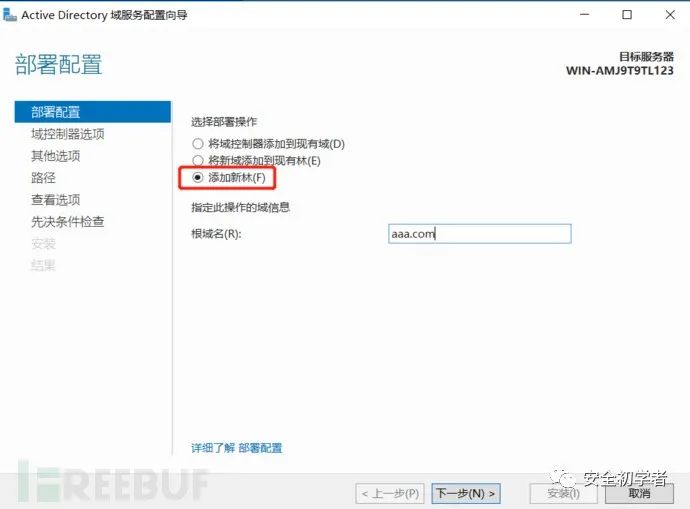 Active Directory 域服务配置向导
部署配置
目标服务器
WIN-AMJ9T9TL123
部署配置
域控制器选项
其他选项
路径
查看选项
先决条件检查
安装
结果
选择部署操作
将域控制器添加到现有域(D)
将新域添加到现有林(E)
添加新林(F)
指定此操作的域信息
根域名(R):
aaa.com
详细了解 部署配置
FREEBUF
安全初学者
< 上一步(P)
下一步(N) >
安装(I)
取消